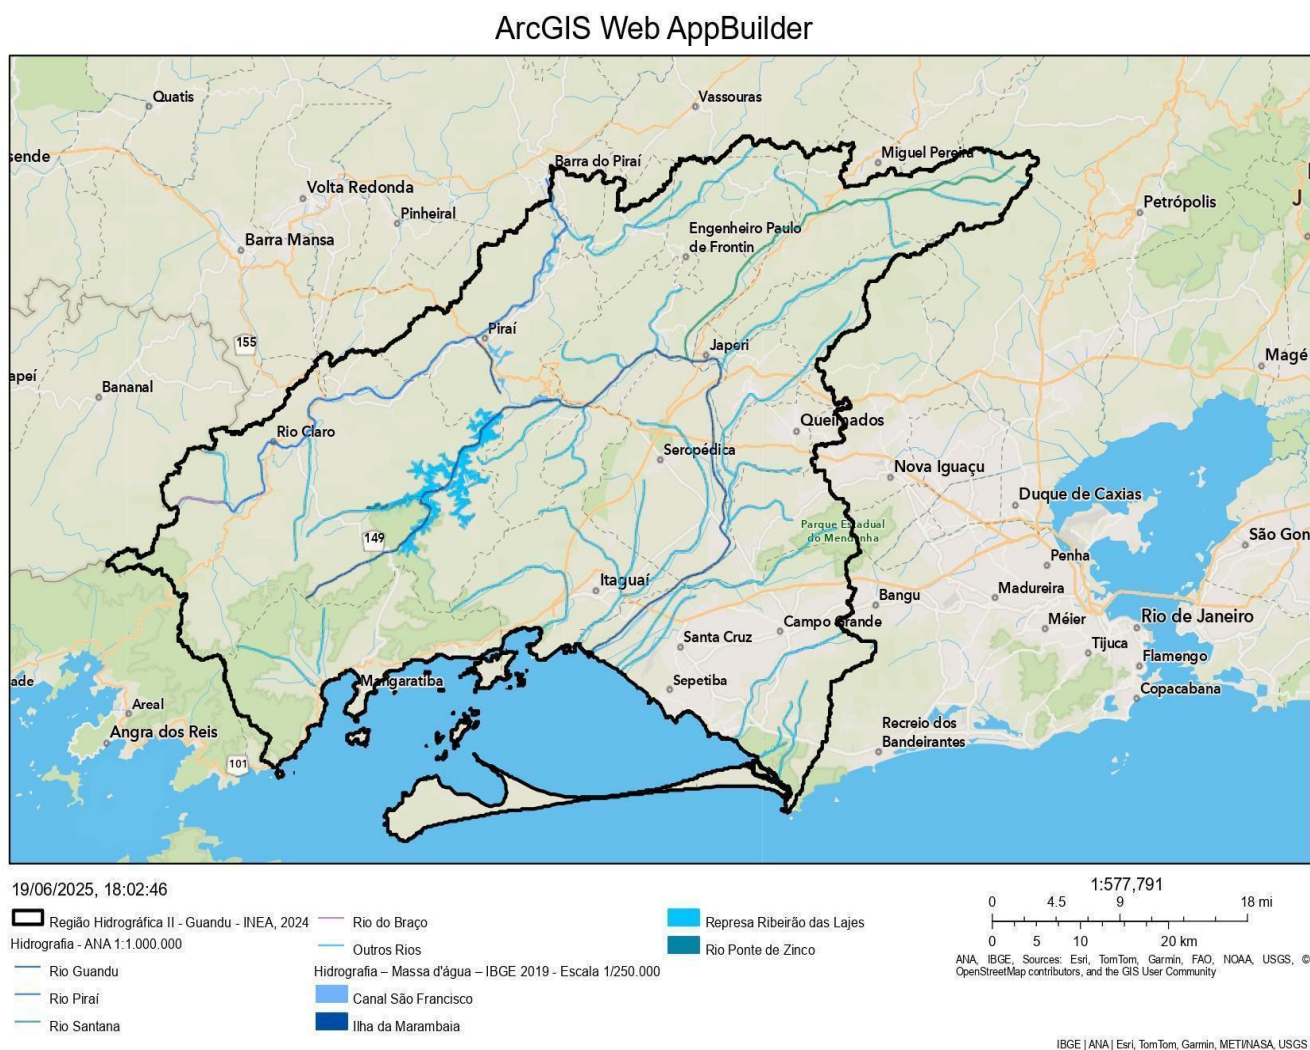 ArcGIS Web AppBuilder
Quatis
Vassouras
Miguel Pereira
sende
Barra do Piraí
Volta Redonda
Pinheiral
Petrópolis
J
Barra Mansa
Engenheiro Paulo
de Frontin
155
Piraí
Japeri
Magé
apeí
Bananal
Rio Claro
Queimados
Seropédica
Nova Iguaçu
Duque de Caxias
Parque Estadual
do Mendanha
149
São Gon
Penha
Itaguaí
Madureira
Bangu
Méier
Rio de Janeiro
Campo Grande
Santa Cruz
Tijuca
Flamengo
ade
Mangaratiba
Sepetiba
Copacabana
Areal
Angra dos Reis
Recreio dos
Bandeirantes
101
19/06/2025, 18:02:46
1:577,791
0 4.5 9 18 mi
0 5 10 20 km
Região Hidrográfica II - Guandu - INEA, 2024
Hidrografia - ANA 1:1.000.000
Rio Guandu
Rio Piraí
Rio Santana
Rio do Braço
Outros Rios
Hidrografia – Massa d'água – IBGE 2019 - Escala 1/250.000
Canal São Francisco
Ilha da Marambaia
Represa Ribeirão das Lajes
Rio Ponte de Zinco
ANA, IBGE, Sources: Esri, TomTom, Garmin, FAO, NOAA, USGS, ©
OpenStreetMap contributors, and the GIS User Community
IBGE | ANA | Esri, TomTom, Garmin, METI/NASA, USGS